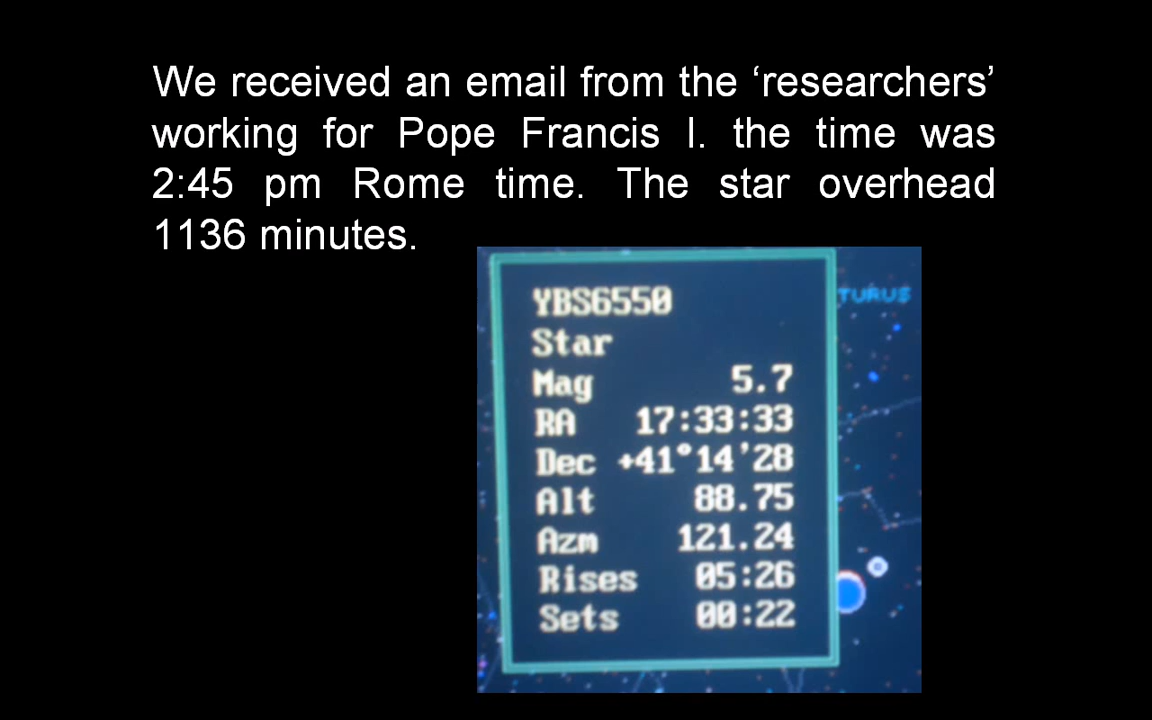 We received an email from the ‘researchers’
working for Pope Francis I. the time was
2:45 pm Rome time. The star overhead
1136 minutes.
YBS6550
TURUS
Star
Mag 5.7
RA 17:33:33
Dec +41°14'28
Alt 88.75
Azm 121.24
Rises 05:26
Sets 00:22